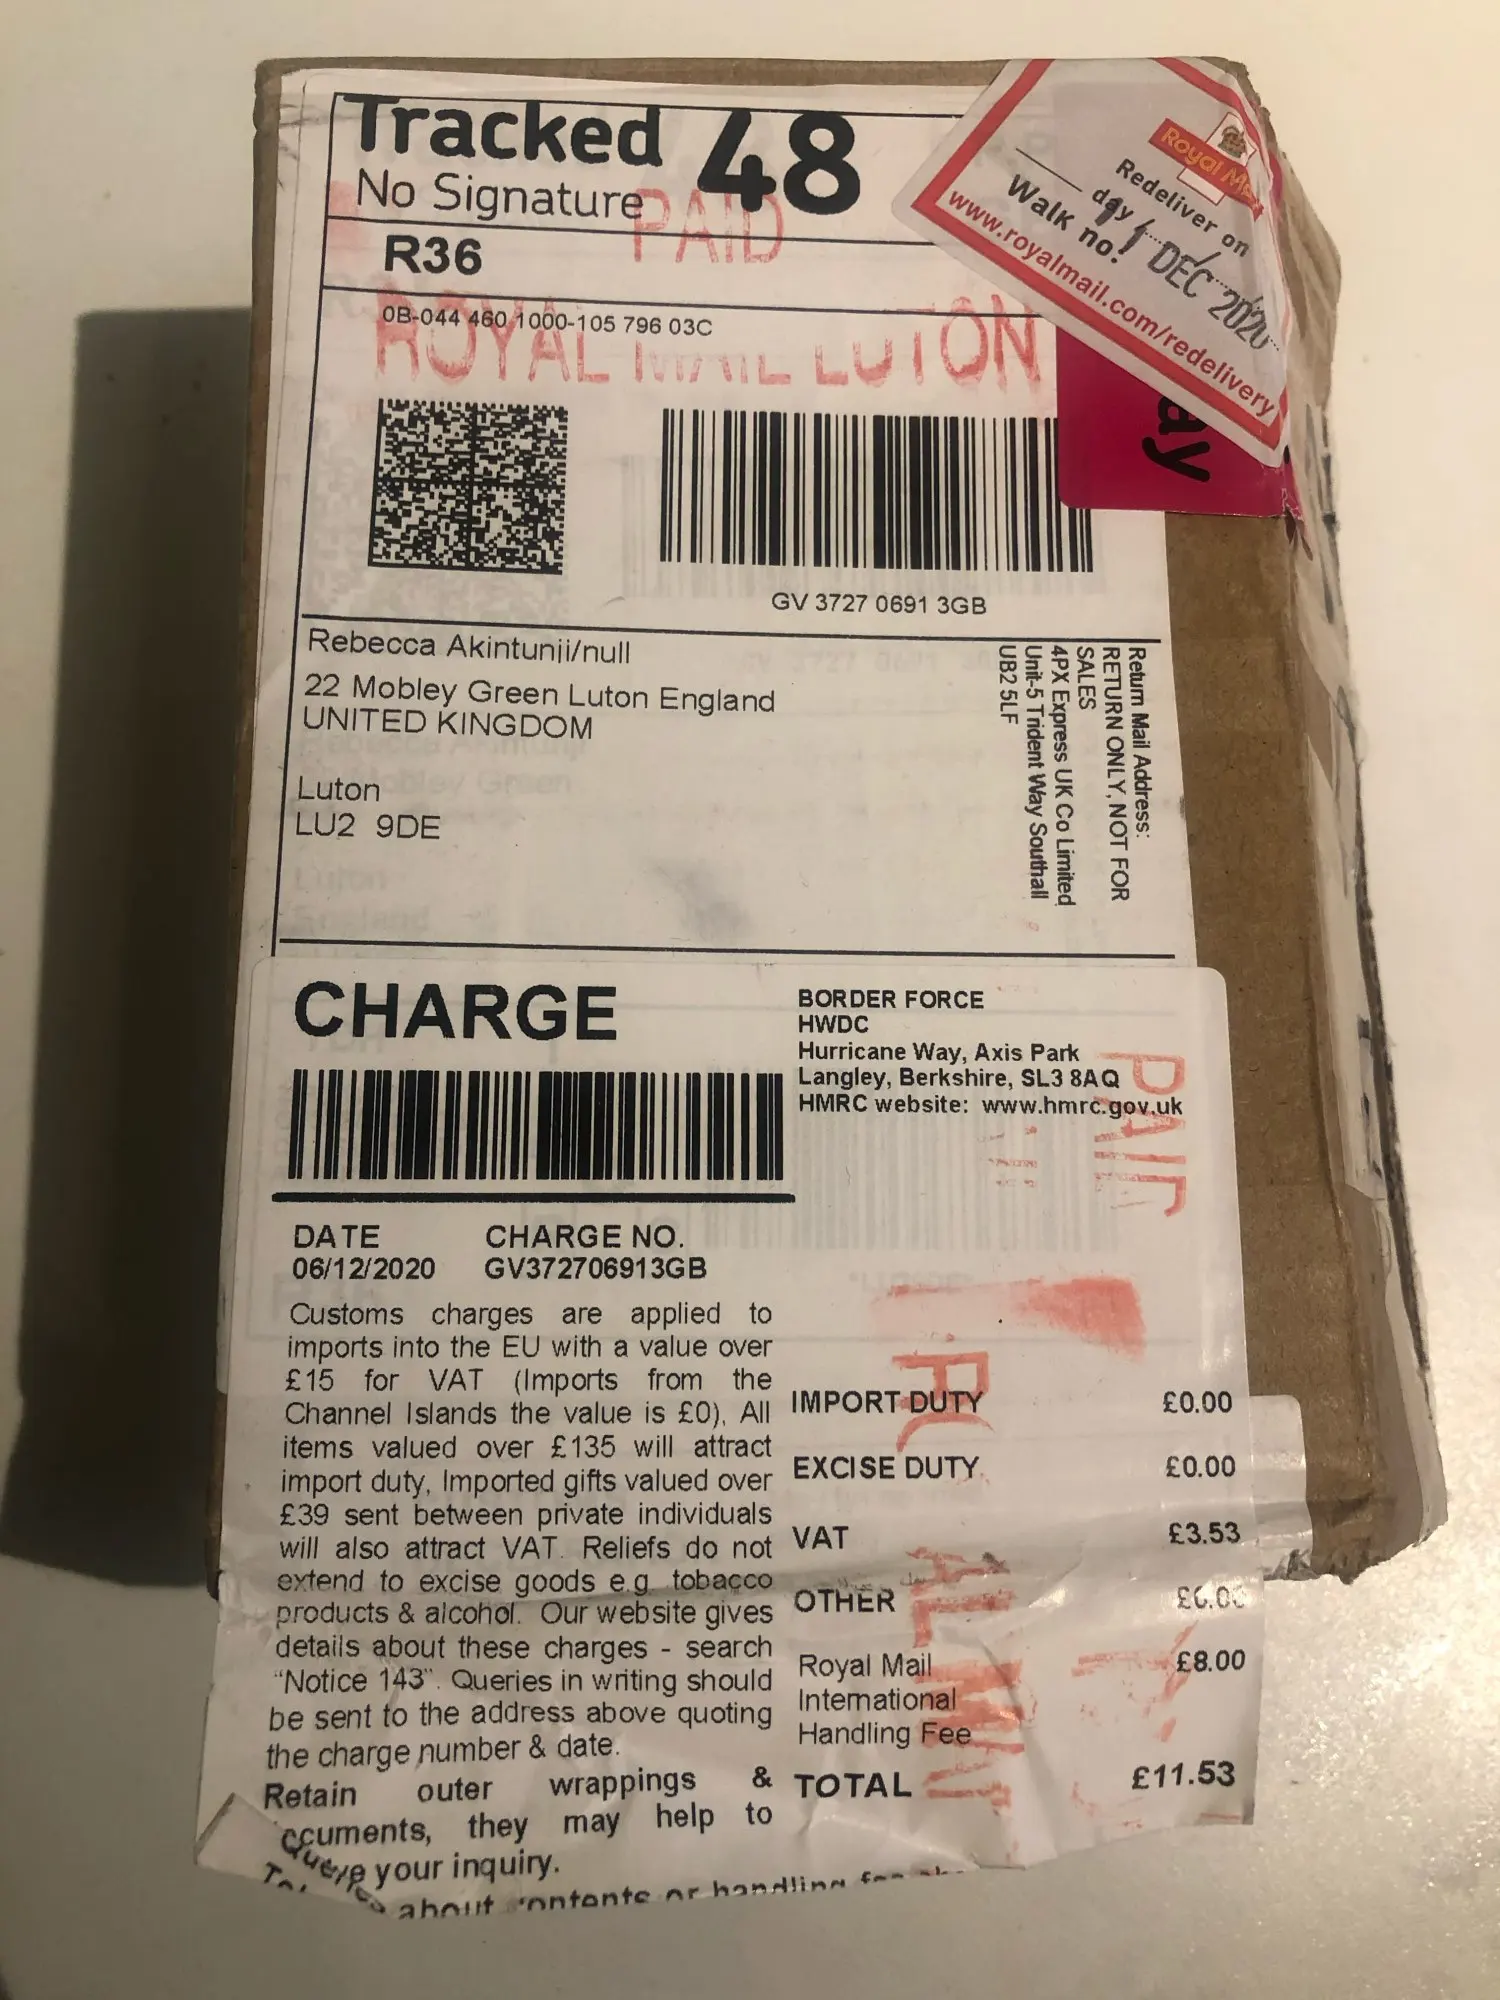 Tracked 48
No Signature
PAID
R36
0B-044 460 1000-105 796 03C
ROYAL MAIL LUTON
Royal Mail
Redeliver on
day
Walk no.
DEC 2020
www.royalmail.com/redelivery
ay
GV 3727 0691 3GB
Rebecca Akintunii/null
22 Mobley Green Luton England
UNITED KINGDOM
Luton
LU2 9DE
Return Mail Address:
RETURN ONLY, NOT FOR
SALES
4PX Express UK Co Limited
Unit-5 Trident Way Southall
UB2 5LF
CHARGE
BORDER FORCE
HWDC
Hurricane Way, Axis Park
Langley, Berkshire, SL3 8AQ
HMRC website: www.hmrc.gov.uk
PAID
DATE CHARGE NO.
06/12/2020 GV372706913GB
Customs charges are applied to
imports into the EU with a value over
£15 for VAT (Imports from the
Channel Islands the value is £0), All
items valued over £135 will attract
import duty, Imported gifts valued over
£39 sent between private individuals
will also attract VAT. Reliefs do not
extend to excise goods e.g. tobacco
products & alcohol. Our website gives
details about these charges - search
"Notice 143". Queries in writing should
be sent to the address above quoting
the charge number & date.
Retain outer wrappings &
ocuments, they may help to
your inquiry.
about contents or handling
IMPORT DUTY £0.00
EXCISE DUTY £0.00
VAT £3.53
OTHER £0.00
Royal Mail £8.00
International
Handling Fee
TOTAL £11.53